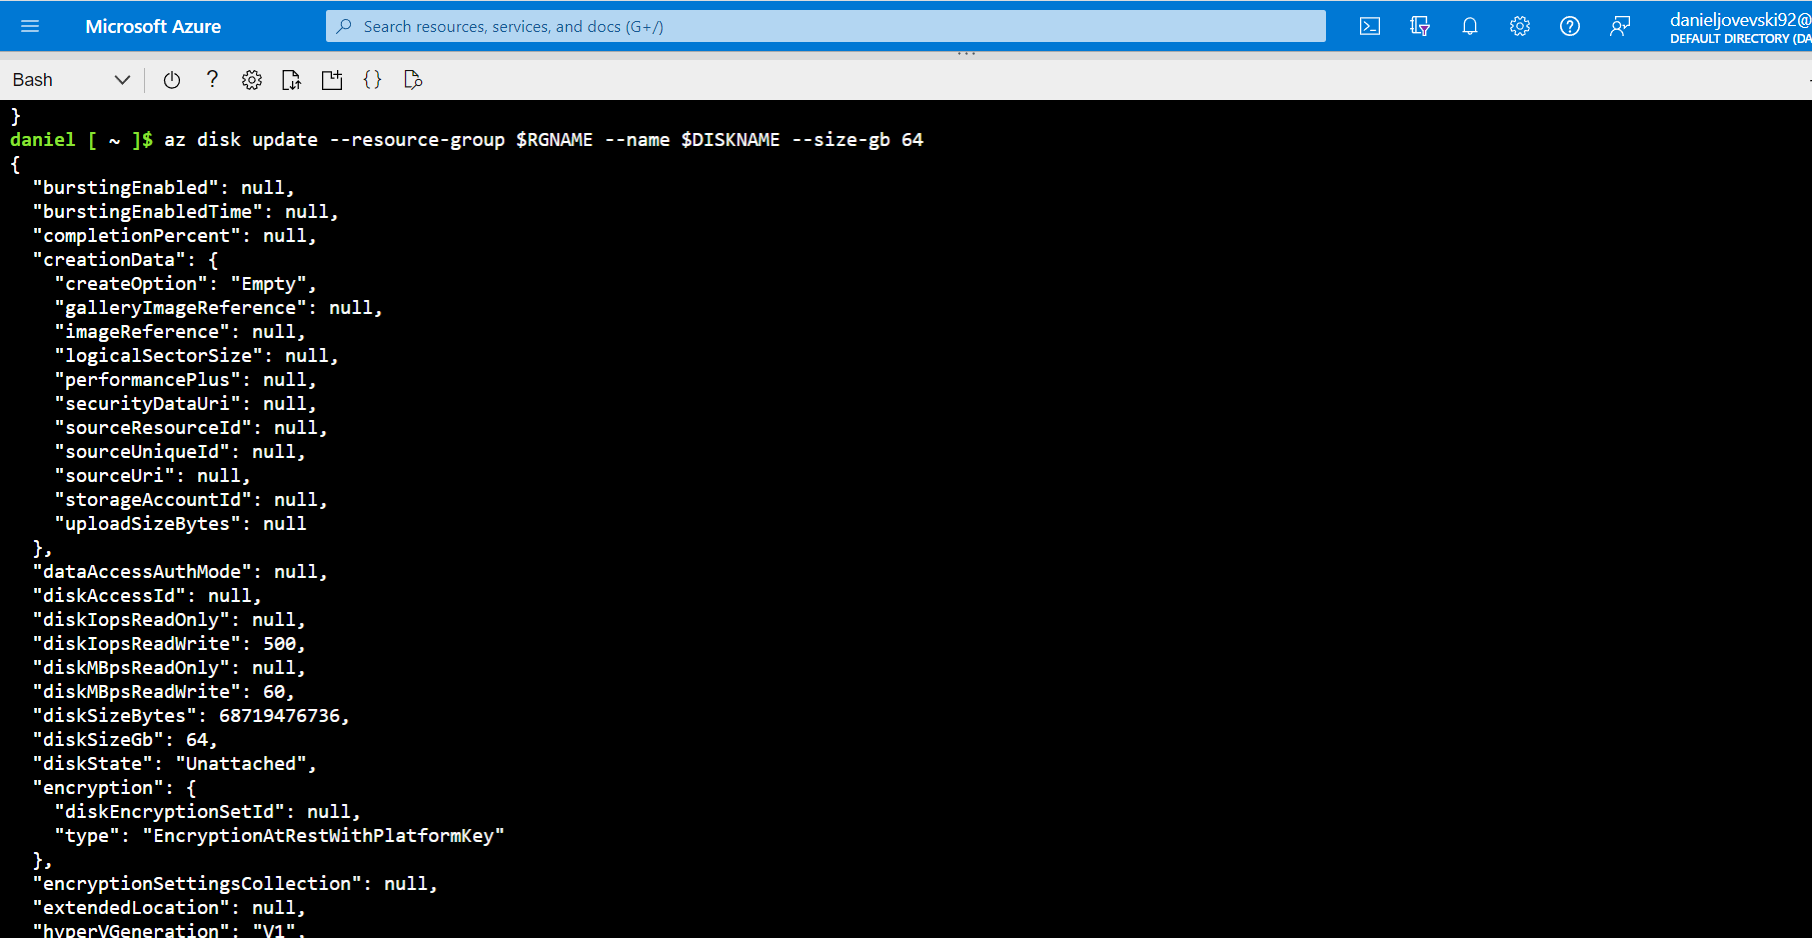 Microsoft Azure
Search resources, services, and docs (G+/)
danieljovevski92@
DEFAULT DIRECTORY (DA
Bash
}
daniel [ ~ ]$ az disk update --resource-group $RGNAME --name $DISKNAME --size-gb 64
{
  "burstingEnabled": null,
  "burstingEnabledTime": null,
  "completionPercent": null,
  "creationData": {
    "createOption": "Empty",
    "galleryImageReference": null,
    "imageReference": null,
    "logicalSectorSize": null,
    "performancePlus": null,
    "securityDataUri": null,
    "sourceResourceId": null,
    "sourceUniqueId": null,
    "sourceUri": null,
    "storageAccountId": null,
    "uploadSizeBytes": null
  },
  "dataAccessAuthMode": null,
  "diskAccessId": null,
  "diskIopsReadOnly": null,
  "diskIopsReadWrite": 500,
  "diskMBpsReadOnly": null,
  "diskMBpsReadWrite": 60,
  "diskSizeBytes": 68719476736,
  "diskSizeGb": 64,
  "diskState": "Unattached",
  "encryption": {
    "diskEncryptionSetId": null,
    "type": "EncryptionAtRestWithPlatformKey"
  },
  "encryptionSettingsCollection": null,
  "extendedLocation": null,
  "hyperVGeneration": "V1",